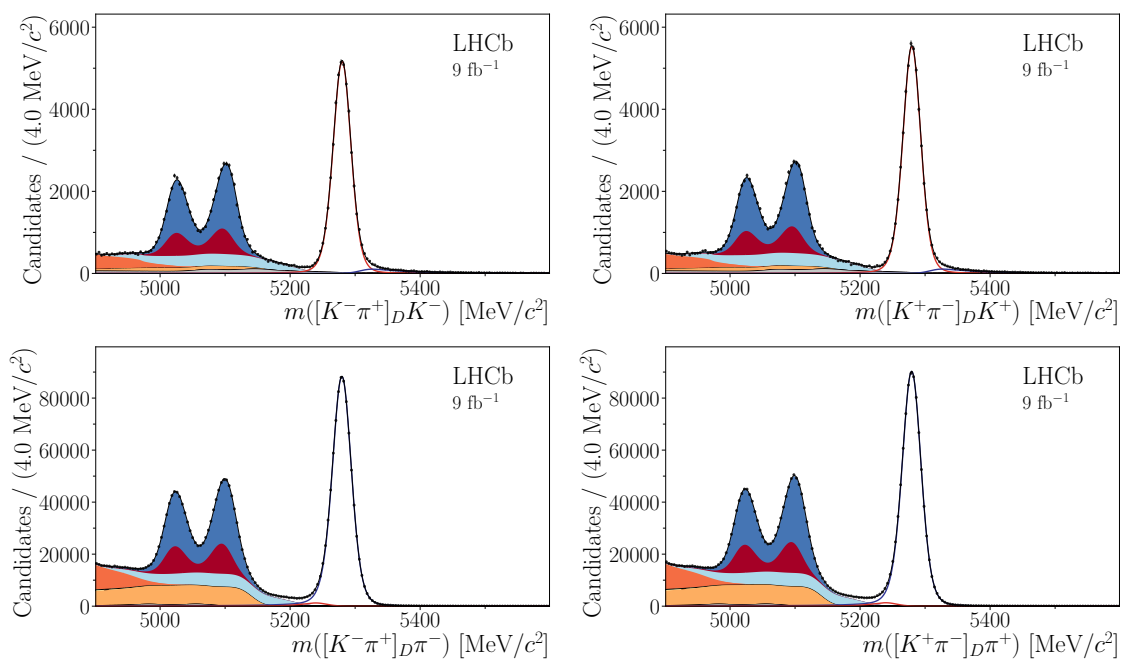 Candidates / (4.0 MeV/c²)
6000
4000
2000
0
LHCb
9 fb⁻¹
5000
5200
5400
m([K⁻π⁺]_D K⁻) [MeV/c²]
Candidates / (4.0 MeV/c²)
6000
4000
2000
0
LHCb
9 fb⁻¹
5000
5200
5400
m([K⁺π⁻]_D K⁺) [MeV/c²]
Candidates / (4.0 MeV/c²)
80000
60000
40000
20000
0
LHCb
9 fb⁻¹
5000
5200
5400
m([K⁻π⁺]_D π⁻) [MeV/c²]
Candidates / (4.0 MeV/c²)
80000
60000
40000
20000
0
LHCb
9 fb⁻¹
5000
5200
5400
m([K⁺π⁻]_D π⁺) [MeV/c²]